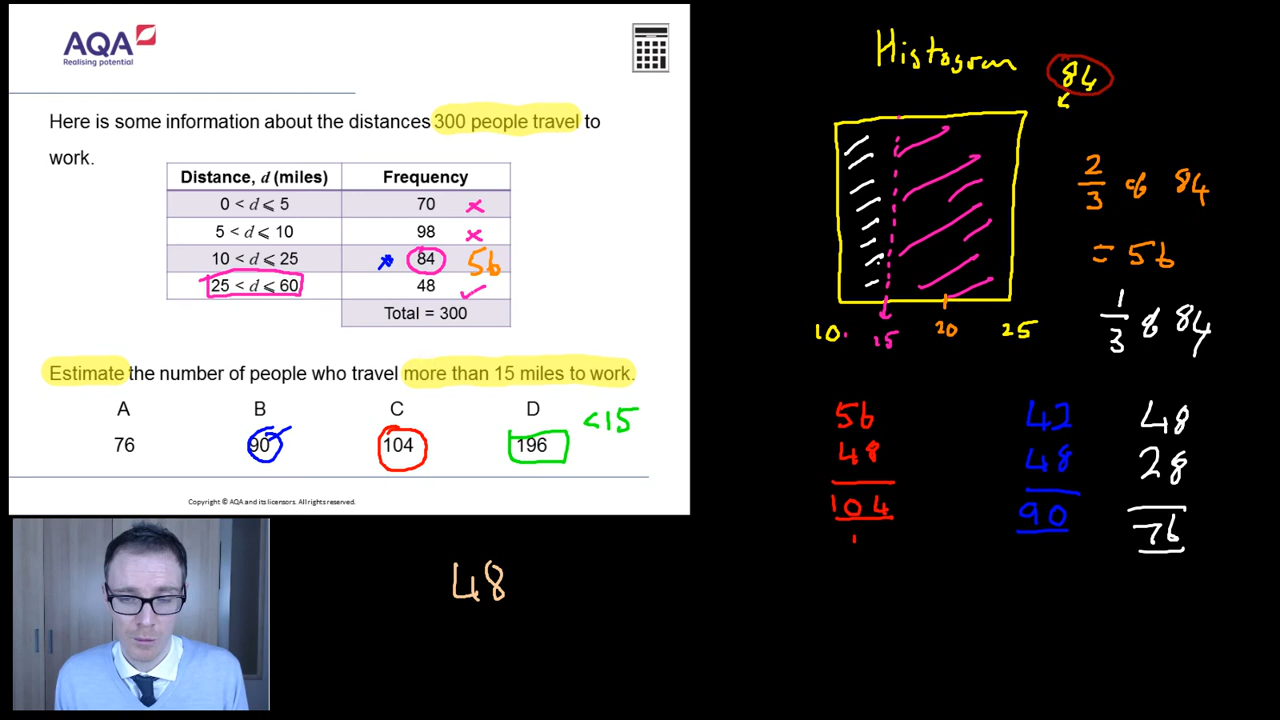 AQA
Realising potential
Here is some information about the distances 300 people travel to
work.
Distance, d (miles) Frequency
0 < d ⩽ 5 70 ×
5 < d ⩽ 10 98 ×
10 < d ⩽ 25 84 56
25 < d ⩽ 60 48 ✓
Total = 300
Estimate the number of people who travel more than 15 miles to work.
A B C D <15
76 90 104 196
Copyright © AQA and its licensors. All rights reserved.
48
Histogram
84
10 15 20 25
2/3 of 84
= 56
1/3 of 84
56
48
104
1
42
48
90
48
28
76